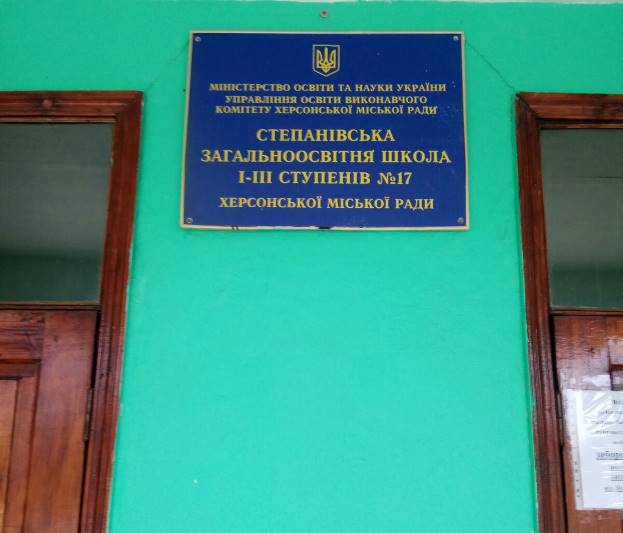 МІНІСТЕРСТВО ОСВІТИ ТА НАУКИ УКРАЇНИ
УПРАВЛІННЯ ОСВІТИ ВИКОНАВЧОГО
КОМІТЕТУ ХЕРСОНСЬКОЇ МІСЬКОЇ РАДИ
СТЕПАНІВСЬКА
ЗАГАЛЬНООСВІТНЯ ШКОЛА
І-ІІІ СТУПЕНІВ №17
ХЕРСОНСЬКОЇ МІСЬКОЇ РАДИ